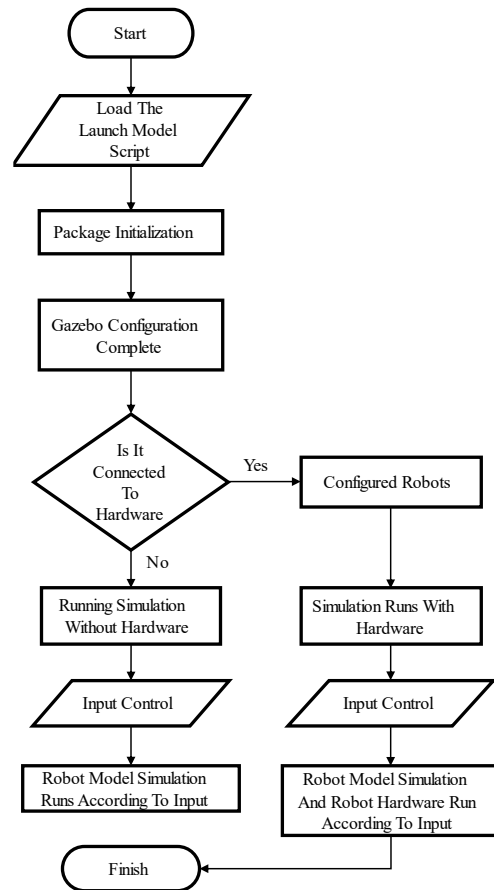 Start
Load The
Launch Model
Script
Package Initialization
Gazebo Configuration
Complete
Is It
Connected
To
Hardware
Yes
Configured Robots
No
Running Simulation
Without Hardware
Simulation Runs With
Hardware
Input Control
Input Control
Robot Model Simulation
Runs According To Input
Robot Model Simulation
And Robot Hardware Run
According To Input
Finish